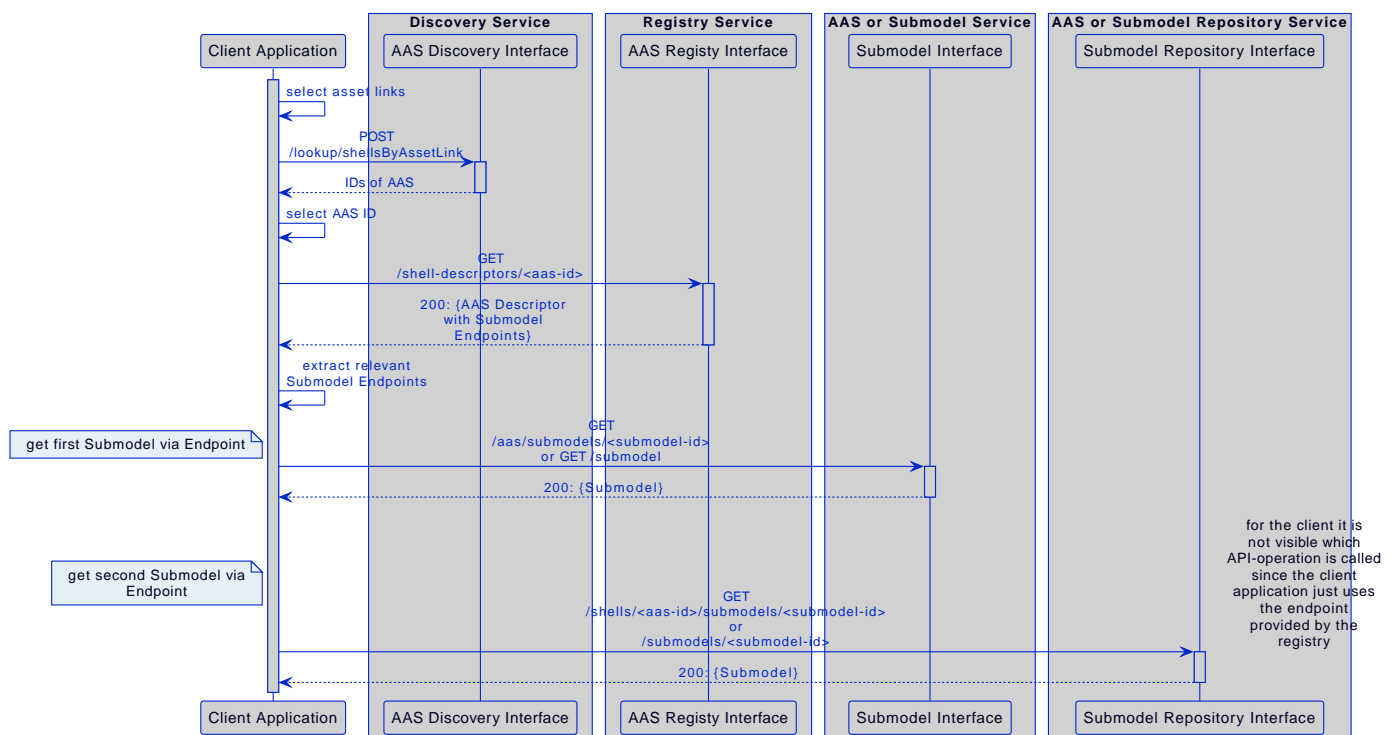 Discovery Service
Registry Service
AAS or Submodel Service
AAS or Submodel Repository Service
Client Application
AAS Discovery Interface
AAS Registy Interface
Submodel Interface
Submodel Repository Interface
select asset links
POST
/lookup/shellsByAssetLink
IDs of AAS
select AAS ID
GET
/shell-descriptors/<aas-id>
200: {AAS Descriptor
with Submodel
Endpoints}
extract relevant
Submodel Endpoints
get first Submodel via Endpoint
GET
/aas/submodels/<submodel-id>
or GET /submodel
200: {Submodel}
for the client it is
not visible which
API-operation is called
since the client
application just uses
the endpoint
provided by the
registry
get second Submodel via
Endpoint
GET
/shells/<aas-id>/submodels/<submodel-id>
or
/submodels/<submodel-id>
200: {Submodel}
Client Application
AAS Discovery Interface
AAS Registy Interface
Submodel Interface
Submodel Repository Interface